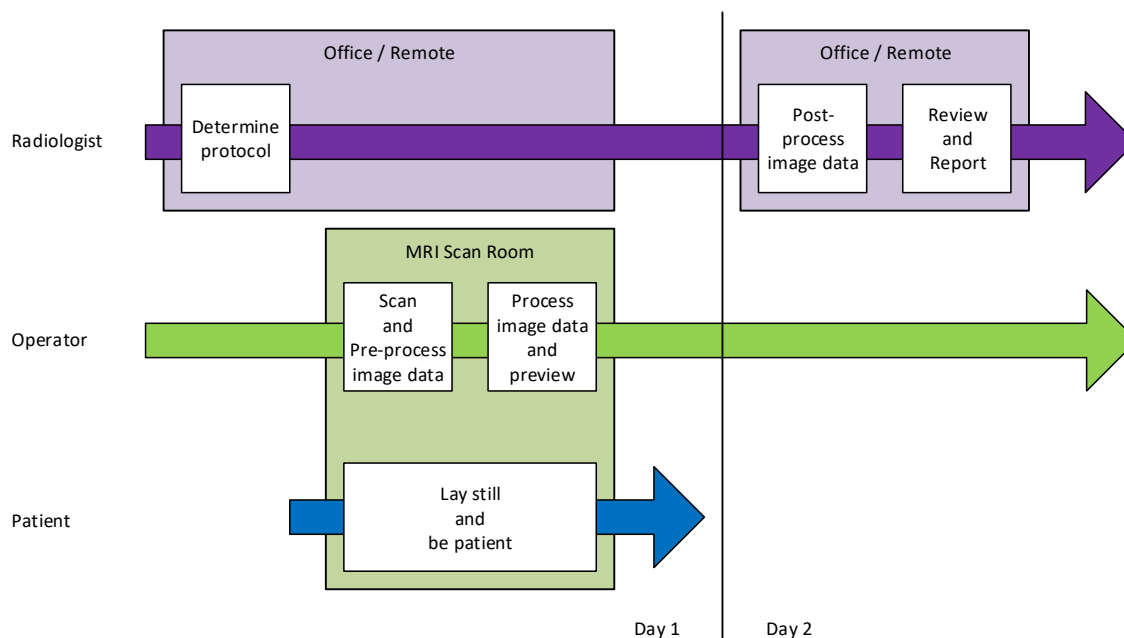 Office / Remote
Office / Remote
Radiologist
Determine
protocol
Post-
process
image data
Review
and
Report
MRI Scan Room
Operator
Scan
and
Pre-process
image data
Process
image data
and
preview
Patient
Lay still
and
be patient
Day 1
Day 2